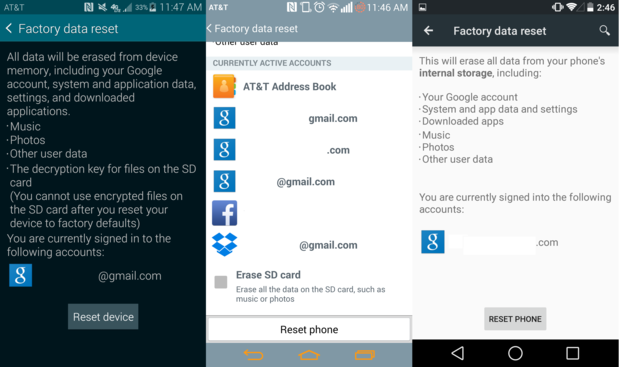 AT&T 33% 11:47 AM
Factory data reset
All data will be erased from device
memory, including your Google
account, system and application data,
settings, and downloaded
applications.
·Music
·Photos
·Other user data
·The decryption key for files on the SD
card
(You cannot use encrypted files on
the SD card after you reset your
device to factory defaults)
You are currently signed in to the
following accounts:
g @gmail.com
Reset device
AT&T 11:46 AM
Factory data reset
Other user data
CURRENTLY ACTIVE ACCOUNTS
AT&T Address Book
g gmail.com
g .com
g @gmail.com
f
@gmail.com
Erase SD card
Erase all the data on the SD card, such as
music or photos
Reset phone
2:46
Factory data reset
This will erase all data from your phone's
internal storage, including:
·Your Google account
·System and app data and settings
·Downloaded apps
·Music
·Photos
·Other user data
You are currently signed into the following
accounts:
g .com
RESET PHONE